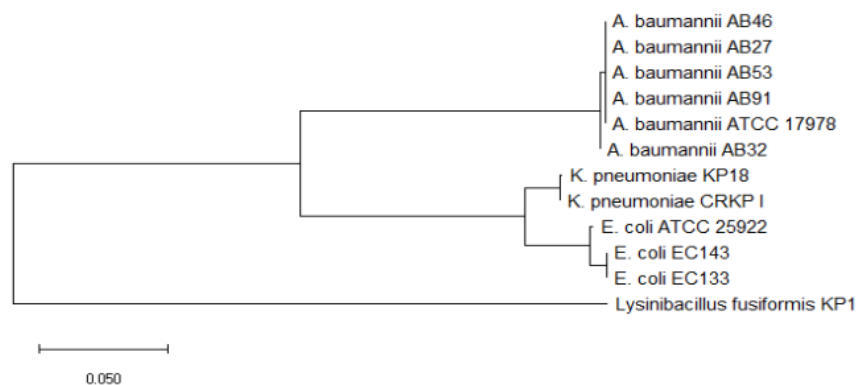 A. baumannii AB46
A. baumannii AB27
A. baumannii AB53
A. baumannii AB91
A. baumannii ATCC 17978
A. baumannii AB32
K. pneumoniae KP18
K. pneumoniae CRKP I
E. coli ATCC 25922
E. coli EC143
E. coli EC133
Lysinibacillus fusiformis KP1
0.050